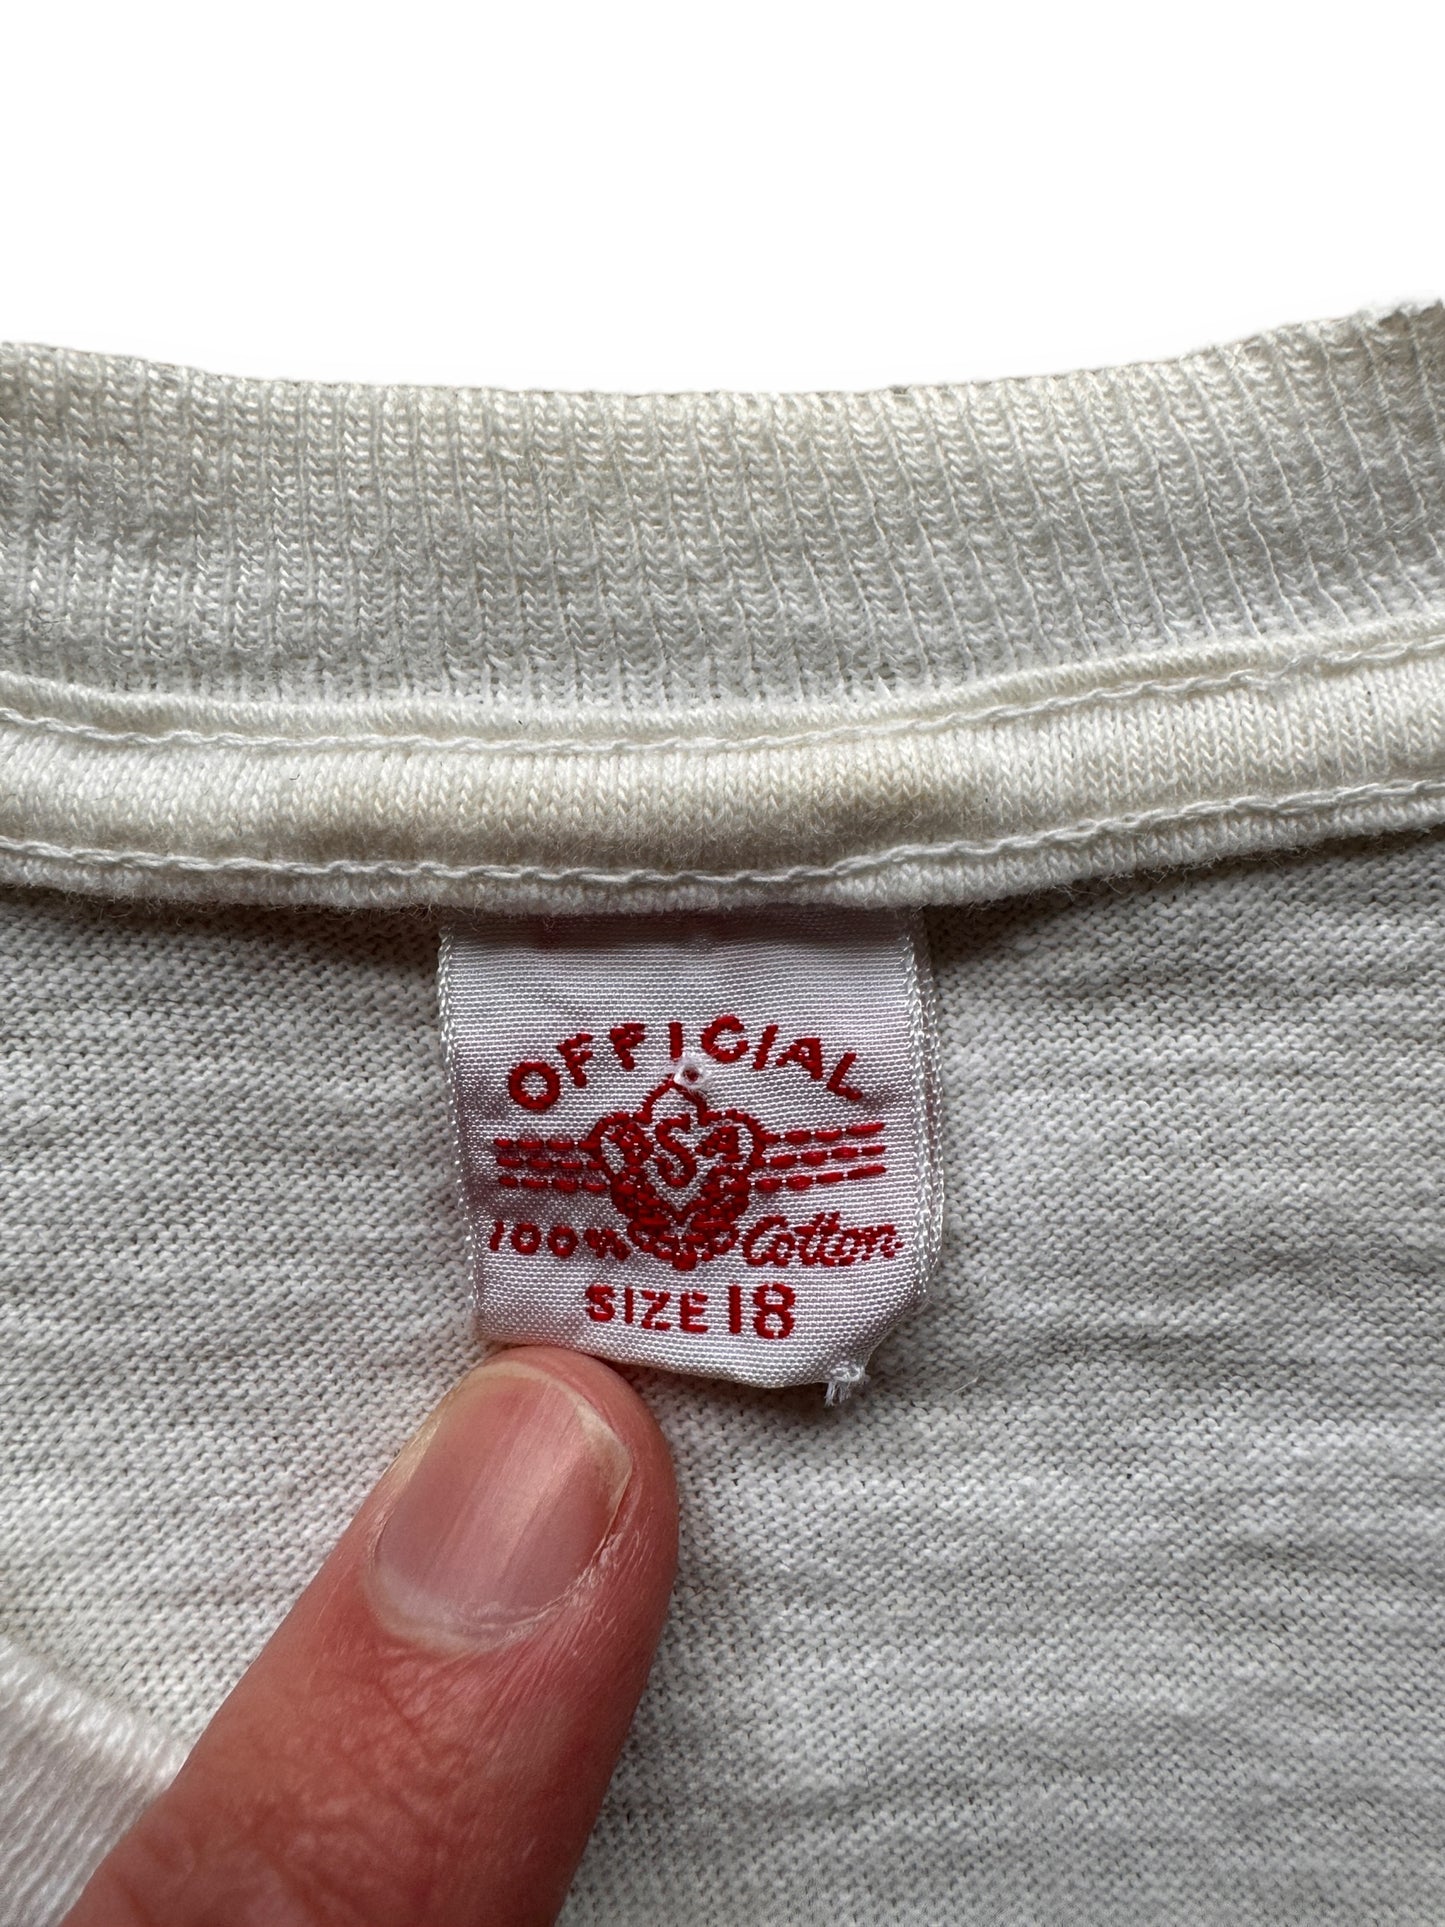 OFFICIAL
BSA
100% Cotton
SIZE 18